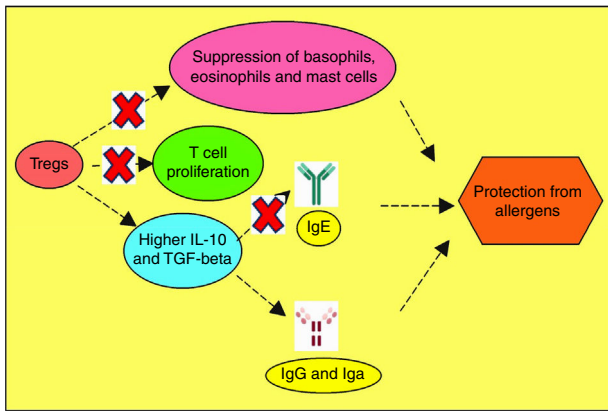 Suppression of basophils,
eosinophils and mast cells
Tregs
T cell
proliferation
Protection from
allergens
IgE
Higher IL-10
and TGF-beta
IgG and Iga